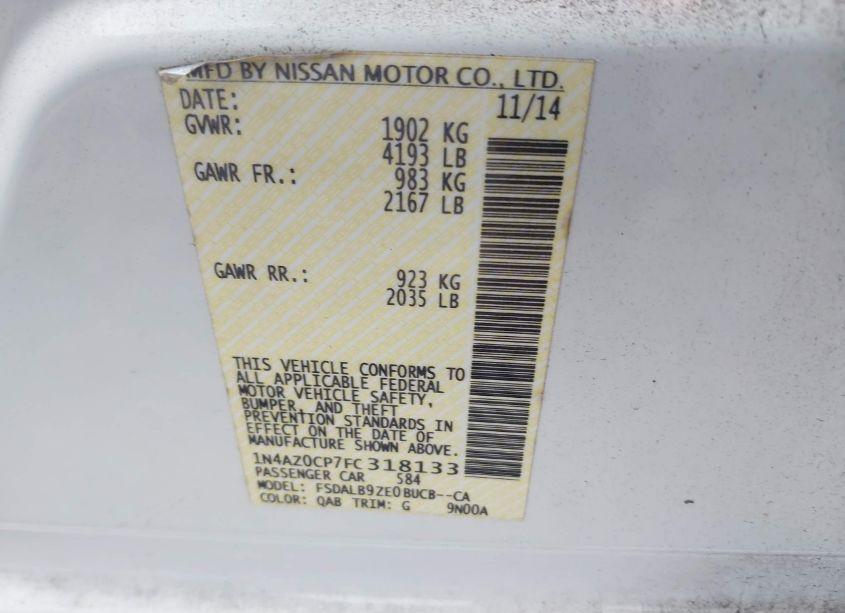 MFD BY NISSAN MOTOR CO., LTD.
DATE: 11/14
GVWR: 1902 KG
4193 LB
GAWR FR.: 983 KG
2167 LB
GAWR RR.: 923 KG
2035 LB
THIS VEHICLE CONFORMS TO
ALL APPLICABLE FEDERAL
MOTOR VEHICLE SAFETY,
BUMPER, AND THEFT
PREVENTION STANDARDS IN
EFFECT ON THE DATE OF
MANUFACTURE SHOWN ABOVE.
1N4AZ0CP7FC318133
PASSENGER CAR 584
MODEL: FSDALB9ZE0BUCB--CA
COLOR: QAB TRIM: G 9N00A